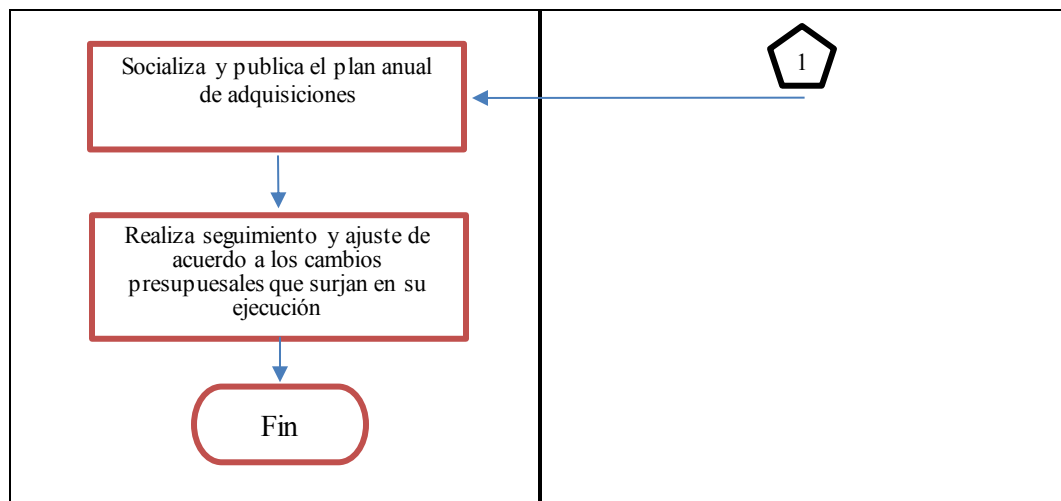 Socializa y publica el plan anual
de adquisiciones
1
Realiza seguimiento y ajuste de
acuerdo a los cambios
presupuesales que surjan en su
ejecución
Fin